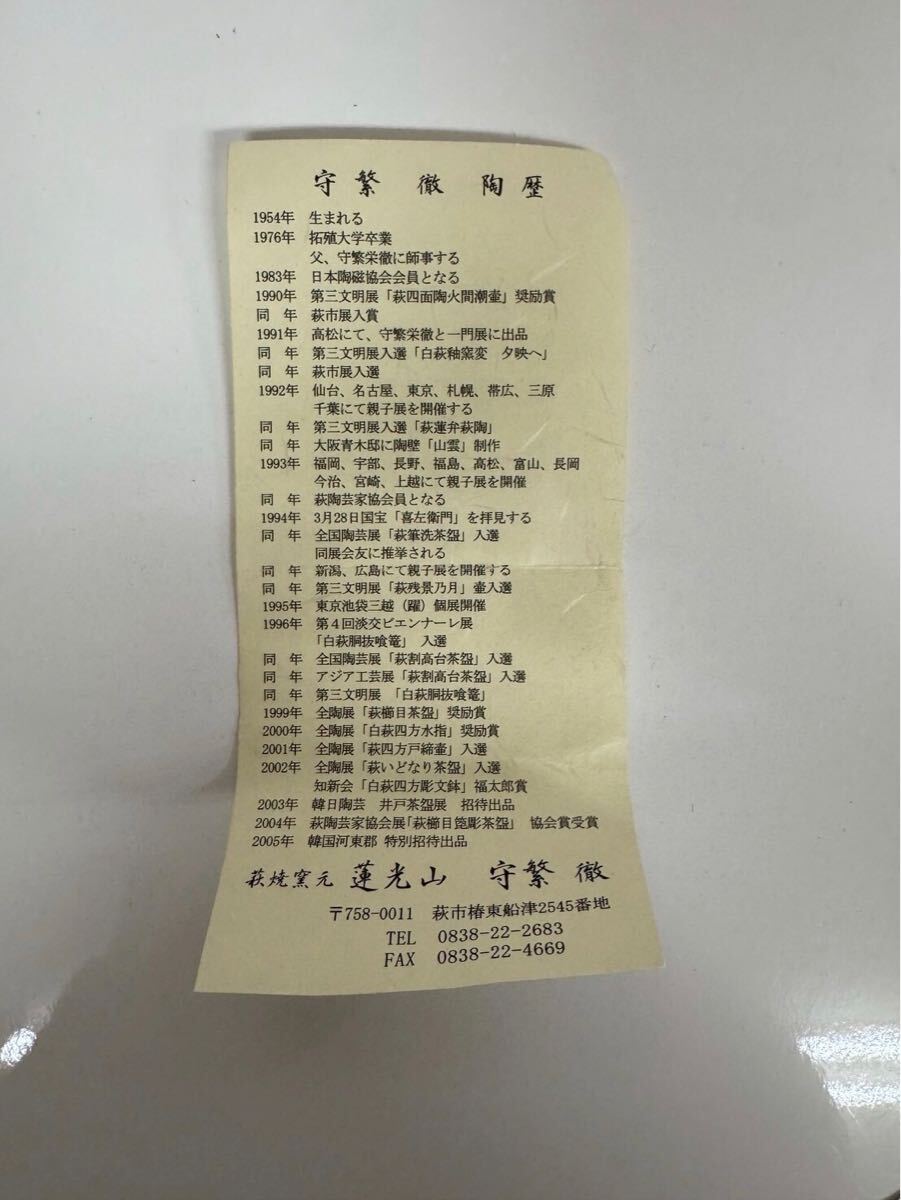 守繁 徹 陶歴
1954年 生まれる
1976年 拓殖大学卒業
父、守繁栄徹に師事する
1983年 日本陶磁協会会員となる
1990年 第三文明展「萩四面陶火間潮壷」奨励賞
同 年 萩市展入賞
1991年 高松にて、守繁栄徹と一門展に出品
同 年 第三文明展入選「白萩釉窯変 夕映へ」
同 年 萩市展入選
1992年 仙台、名古屋、東京、札幌、帯広、三原
千葉にて親子展を開催する
同 年 第三文明展入選「萩蓮弁萩陶」
同 年 大阪青木邸に陶壁「山雲」制作
1993年 福岡、宇部、長野、福島、高松、富山、長岡
今治、宮崎、上越にて親子展を開催
同 年 萩陶芸家協会員となる
1994年 3月28日国宝「喜左衛門」を拝見する
同 年 全国陶芸展「萩筆洗茶盌」入選
同展会友に推挙される
同 年 新潟、広島にて親子展を開催する
同 年 第三文明展「萩残景乃月」壷入選
1995年 東京池袋三越（躍）個展開催
1996年 第４回淡交ビエンナーレ展
「白萩胴抜喰篭」 入選
同 年 全国陶芸展「萩割高台茶盌」入選
同 年 アジア工芸展「萩割高台茶盌」入選
同 年 第三文明展 「白萩胴抜喰篭」
1999年 全陶展「萩櫛目茶盌」奨励賞
2000年 全陶展「白萩四方水指」奨励賞
2001年 全陶展「萩四方戸締壷」入選
2002年 全陶展「萩いどなり茶盌」入選
知新会「白萩四方彫文鉢」福太郎賞
2003年 韓日陶芸 井戸茶盌展 招待出品
2004年 萩陶芸家協会展「萩櫛目箆彫茶盌」 協会賞受賞
2005年 韓国河東郡 特別招待出品
萩焼窯元 蓮光山 守繁 徹
〒758-0011 萩市椿東船津2545番地
TEL 0838-22-2683
FAX 0838-22-4669